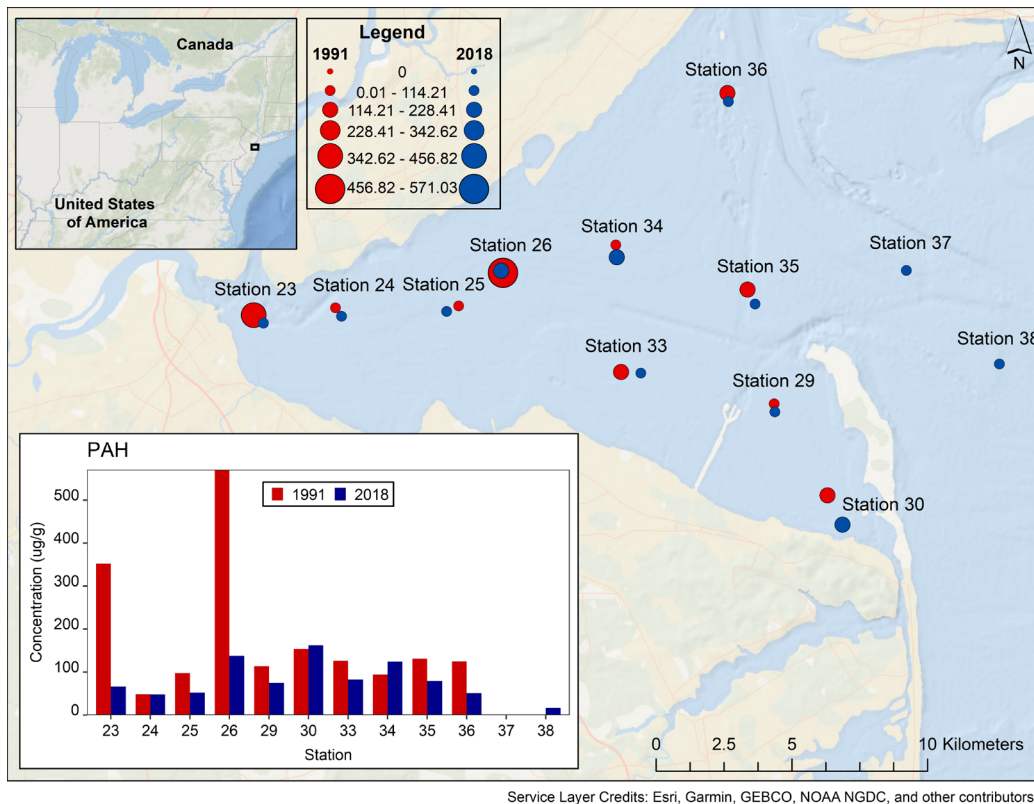 Canada
United States
of America
Legend
1991 2018
0
0.01 - 114.21
114.21 - 228.41
228.41 - 342.62
342.62 - 456.82
456.82 - 571.03
N
Station 36
Station 34
Station 37
Station 26
Station 35
Station 23
Station 24
Station 25
Station 38
Station 33
Station 29
Station 30
PAH
1991 2018
Concentration (ug/g)
500
400
300
200
100
0
23 24 25 26 29 30 33 34 35 36 37 38
Station
0 2.5 5 10 Kilometers
Service Layer Credits: Esri, Garmin, GEBCO, NOAA NGDC, and other contributors